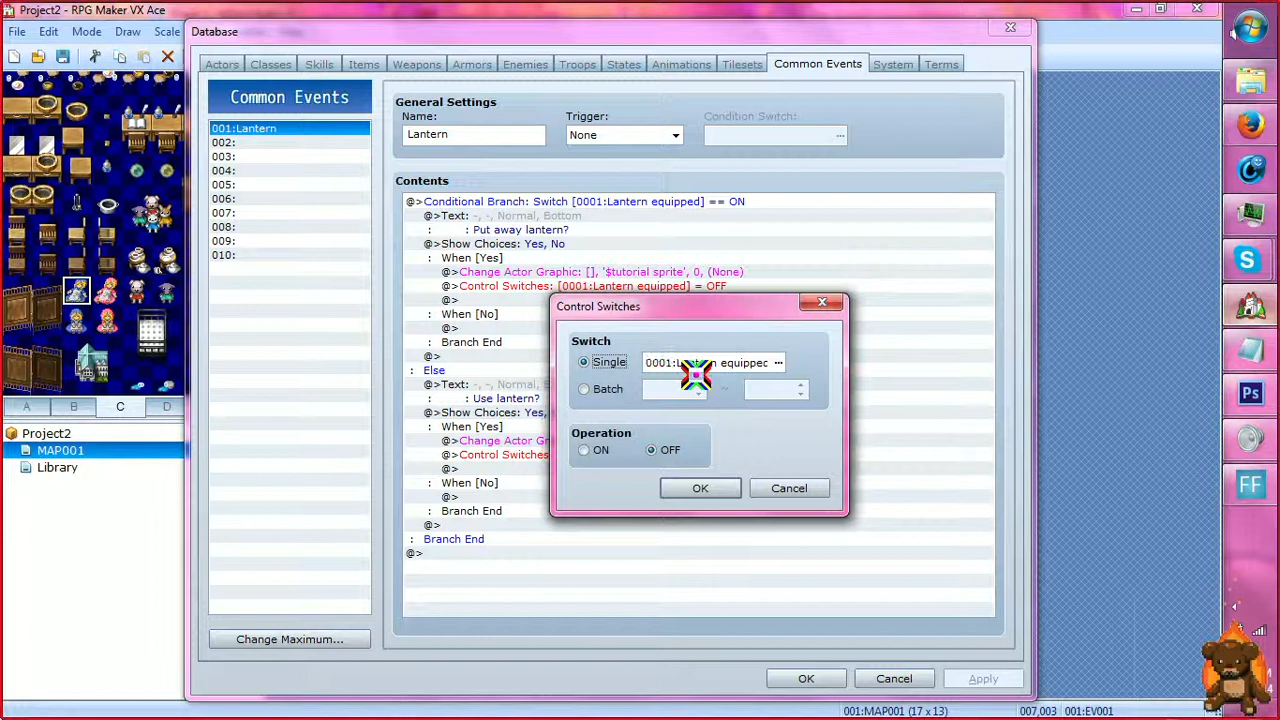 Project2 - RPG Maker VX Ace
File Edit Mode Draw Scale
Database
Actors Classes Skills Items Weapons Armors Enemies Troops States Animations Tilesets Common Events System Terms
Common Events
001:Lantern
002:
003:
004:
005:
006:
007:
008:
009:
010:
Change Maximum...
General Settings
Name: Trigger: Condition Switch:
Lantern None ...
Contents
@>Conditional Branch: Switch [0001:Lantern equipped] == ON
@>Text: -, -, Normal, Bottom
: : Put away lantern?
@>Show Choices: Yes, No
: When [Yes]
@>Change Actor Graphic: [], '$tutorial sprite', 0, (None)
@>Control Switches: [0001:Lantern equipped] = OFF
@>
: When [No]
@>
: Branch End
@>
: Else
@>Text: -, -, Normal,
: : Use lantern?
@>Show Choices: Yes,
: When [Yes]
@>Change Actor
@>Control Switches
@>
: When [No]
@>
: Branch End
@>
: Branch End
@>
Control Switches
Switch
Single 0001: equippec ...
Batch ~
Operation
ON OFF
OK Cancel
A B C D
Project2
MAP001
Library
OK Cancel Apply
001:MAP001 (17 x 13) 007,003 001:EV001
Ps
FF